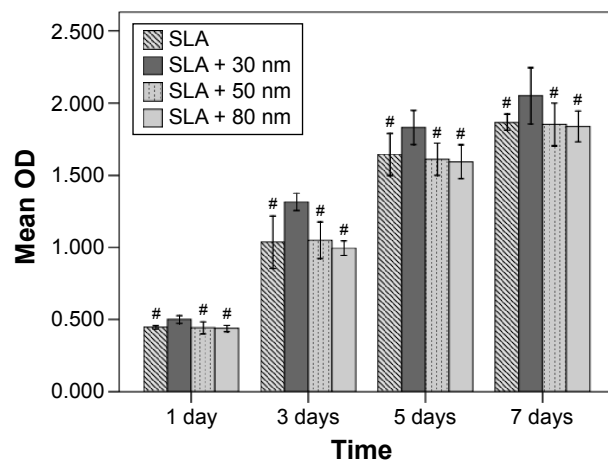 2.500
2.000
1.500
1.000
0.500
0.000
Mean OD
SLA
SLA + 30 nm
SLA + 50 nm
SLA + 80 nm
# # #
# # #
# # #
# # #
1 day 3 days 5 days 7 days
Time